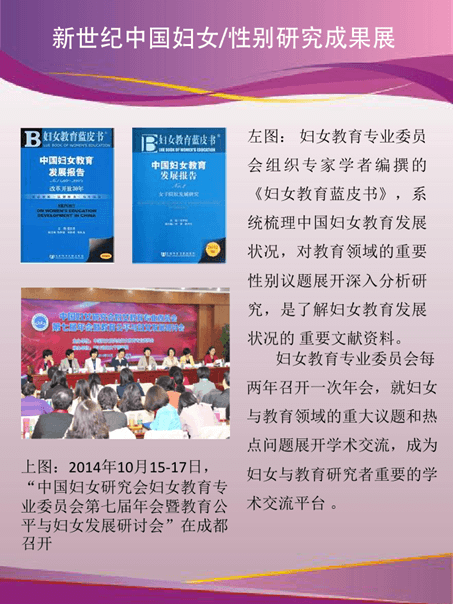 新世纪中国妇女/性别研究成果展
妇女教育蓝皮书
中国妇女教育
发展报告
改革开放30年
妇女教育蓝皮书
中国妇女教育
发展报告
左图： 妇女教育专业委员
会组织专家学者编撰的
《妇女教育蓝皮书》，系
统梳理中国妇女教育发展
状况，对教育领域的重要
性别议题展开深入分析研
究，是了解妇女教育发展
状况的 重要文献资料。
妇女教育专业委员会每
两年召开一次年会，就妇女
与教育领域的重大议题和热
点问题展开学术交流，成为
妇女与教育研究者重要的学
术交流平台 。
上图：2014年10月15-17日，
“中国妇女研究会妇女教育专
业委员会第七届年会暨教育公
平与妇女发展研讨会”在成都
召开